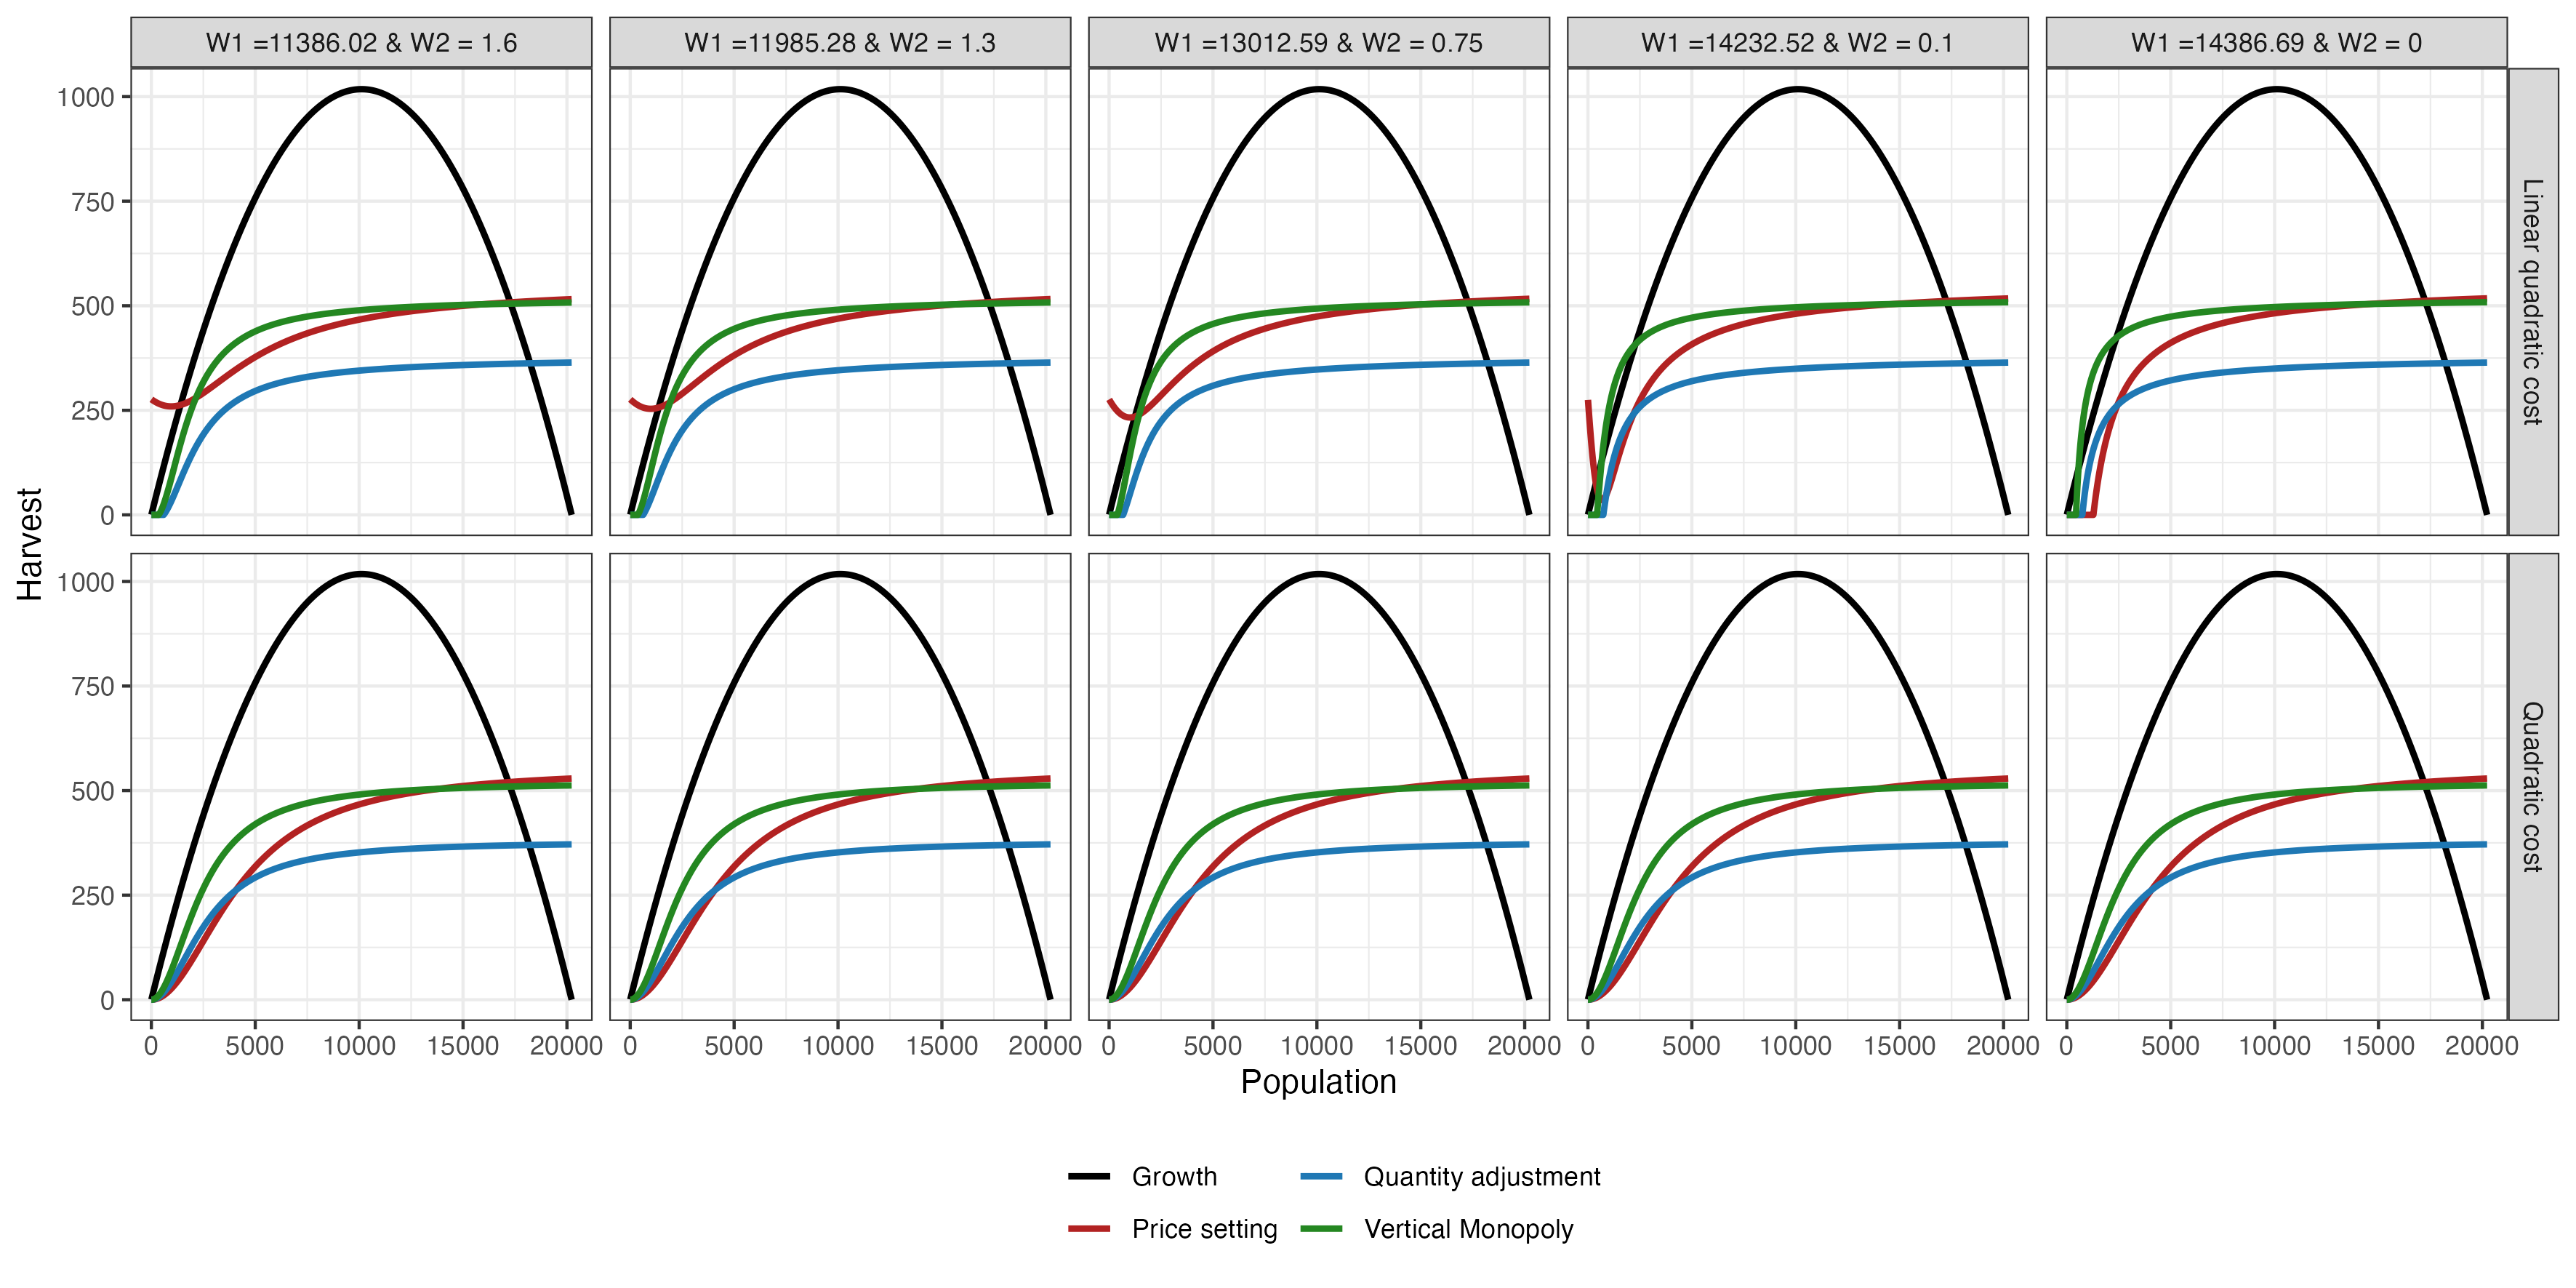 W1 =11386.02 & W2 = 1.6
W1 =11985.28 & W2 = 1.3
W1 =13012.59 & W2 = 0.75
W1 =14232.52 & W2 = 0.1
W1 =14386.69 & W2 = 0
1000
750
500
250
0
Linear quadratic cost
Harvest
1000
750
500
250
0
Quadratic cost
0 5000 10000 15000 20000
0 5000 10000 15000 20000
0 5000 10000 15000 20000
0 5000 10000 15000 20000
0 5000 10000 15000 20000
Population
Growth
Quantity adjustment
Price setting
Vertical Monopoly